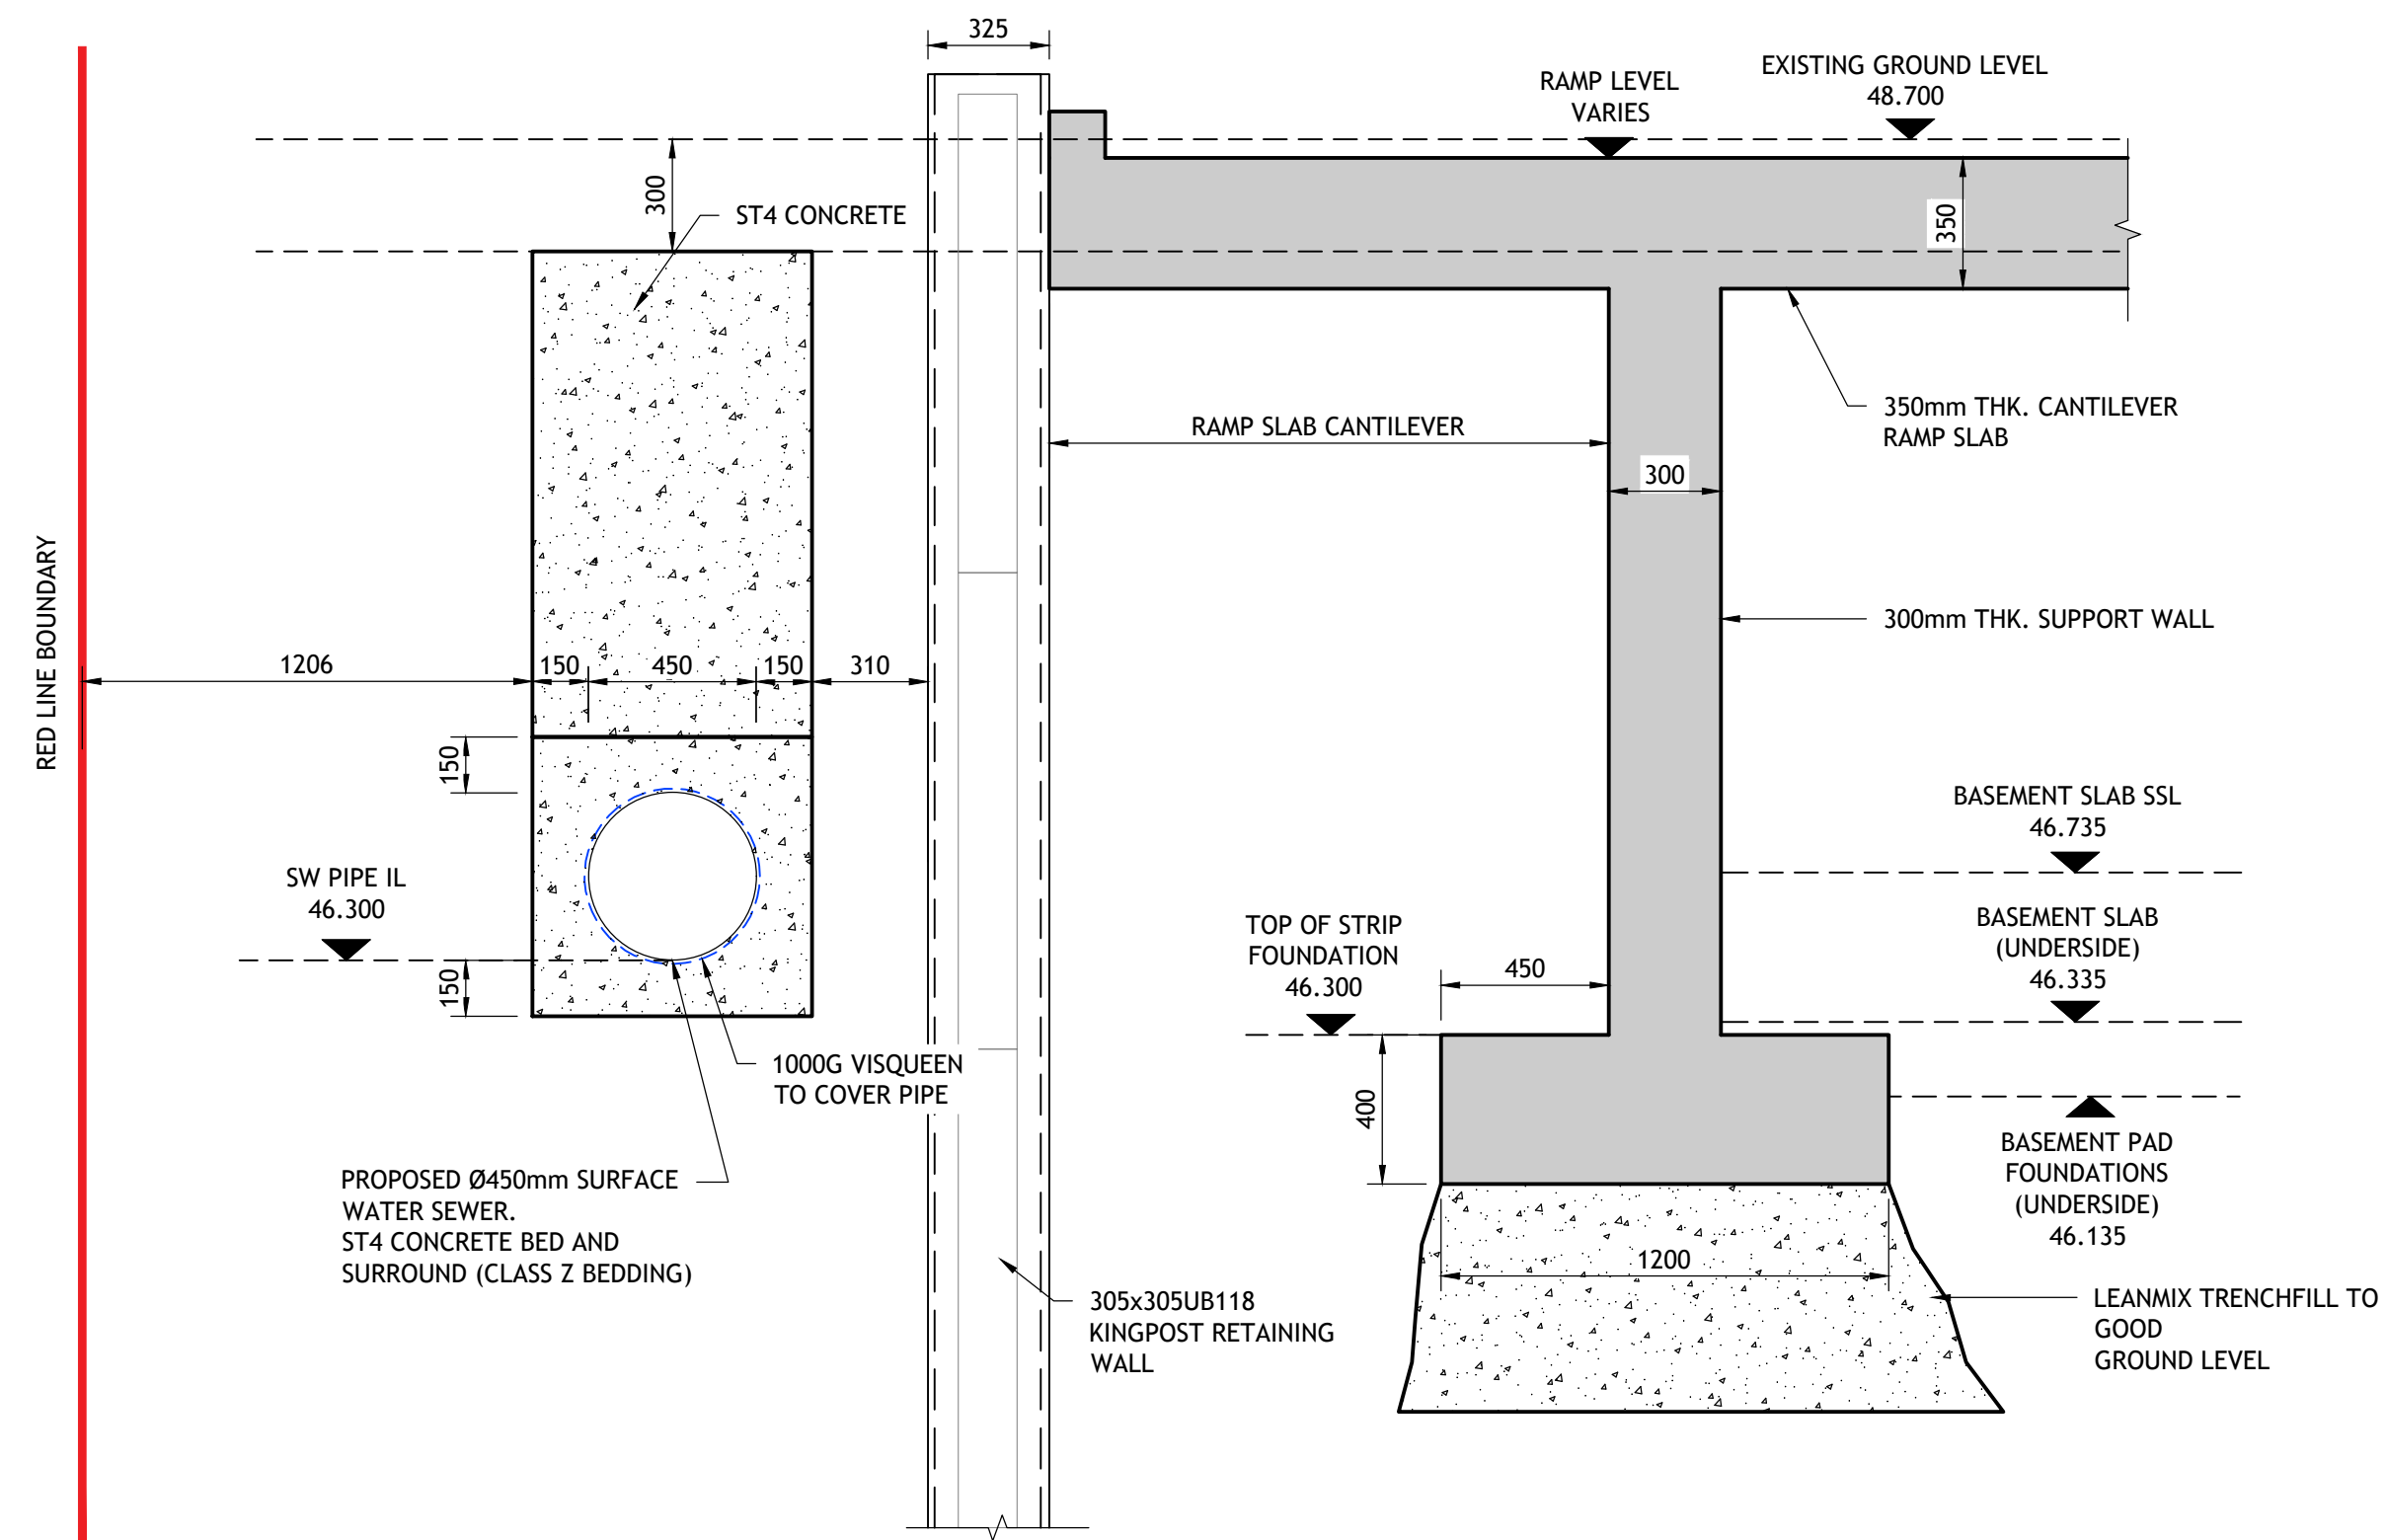 325
RAMP LEVEL
VARIES
EXISTING GROUND LEVEL
48.700
300
ST4 CONCRETE
350
RAMP SLAB CANTILEVER
350mm THK. CANTILEVER
RAMP SLAB
300
300mm THK. SUPPORT WALL
RED LINE BOUNDARY
1206
150
450
150
310
150
SW PIPE IL
46.300
150
BASEMENT SLAB SSL
46.735
BASEMENT SLAB
(UNDERSIDE)
46.335
TOP OF STRIP
FOUNDATION
46.300
450
400
1000G VISQUEEN
TO COVER PIPE
BASEMENT PAD
FOUNDATIONS
(UNDERSIDE)
46.135
PROPOSED Ø450mm SURFACE
WATER SEWER.
ST4 CONCRETE BED AND
SURROUND (CLASS Z BEDDING)
1200
305x305UB118
KINGPOST RETAINING
WALL
LEANMIX TRENCHFILL TO
GOOD
GROUND LEVEL